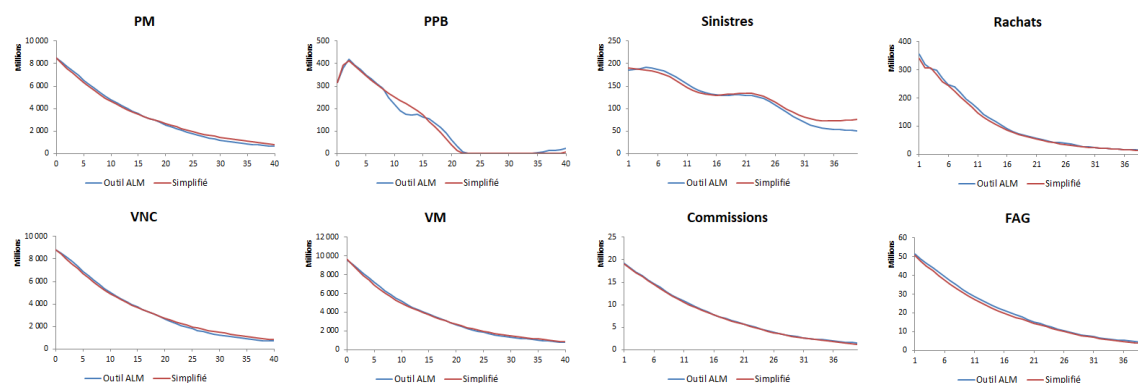 PM
Millions
10 000
8 000
6 000
4 000
2 000
0
0 5 10 15 20 25 30 35 40
Outil ALM Simplifié
PPB
Millions
500
400
300
200
100
0
0 5 10 15 20 25 30 35 40
Outil ALM Simplifié
Sinistres
Millions
250
200
150
100
50
0
1 6 11 16 21 26 31 36
Outil ALM Simplifié
Rachats
Millions
400
300
200
100
0
1 6 11 16 21 26 31 36
Outil ALM Simplifié
VNC
Millions
10 000
8 000
6 000
4 000
2 000
0
0 5 10 15 20 25 30 35 40
Outil ALM Simplifié
VM
Millions
12 000
10 000
8 000
6 000
4 000
2 000
0
0 5 10 15 20 25 30 35 40
Outil ALM Simplifié
Commissions
Millions
25
20
15
10
5
0
1 6 11 16 21 26 31 36
Outil ALM Simplifié
FAG
Millions
60
50
40
30
20
10
0
1 6 11 16 21 26 31 36
Outil ALM Simplifié